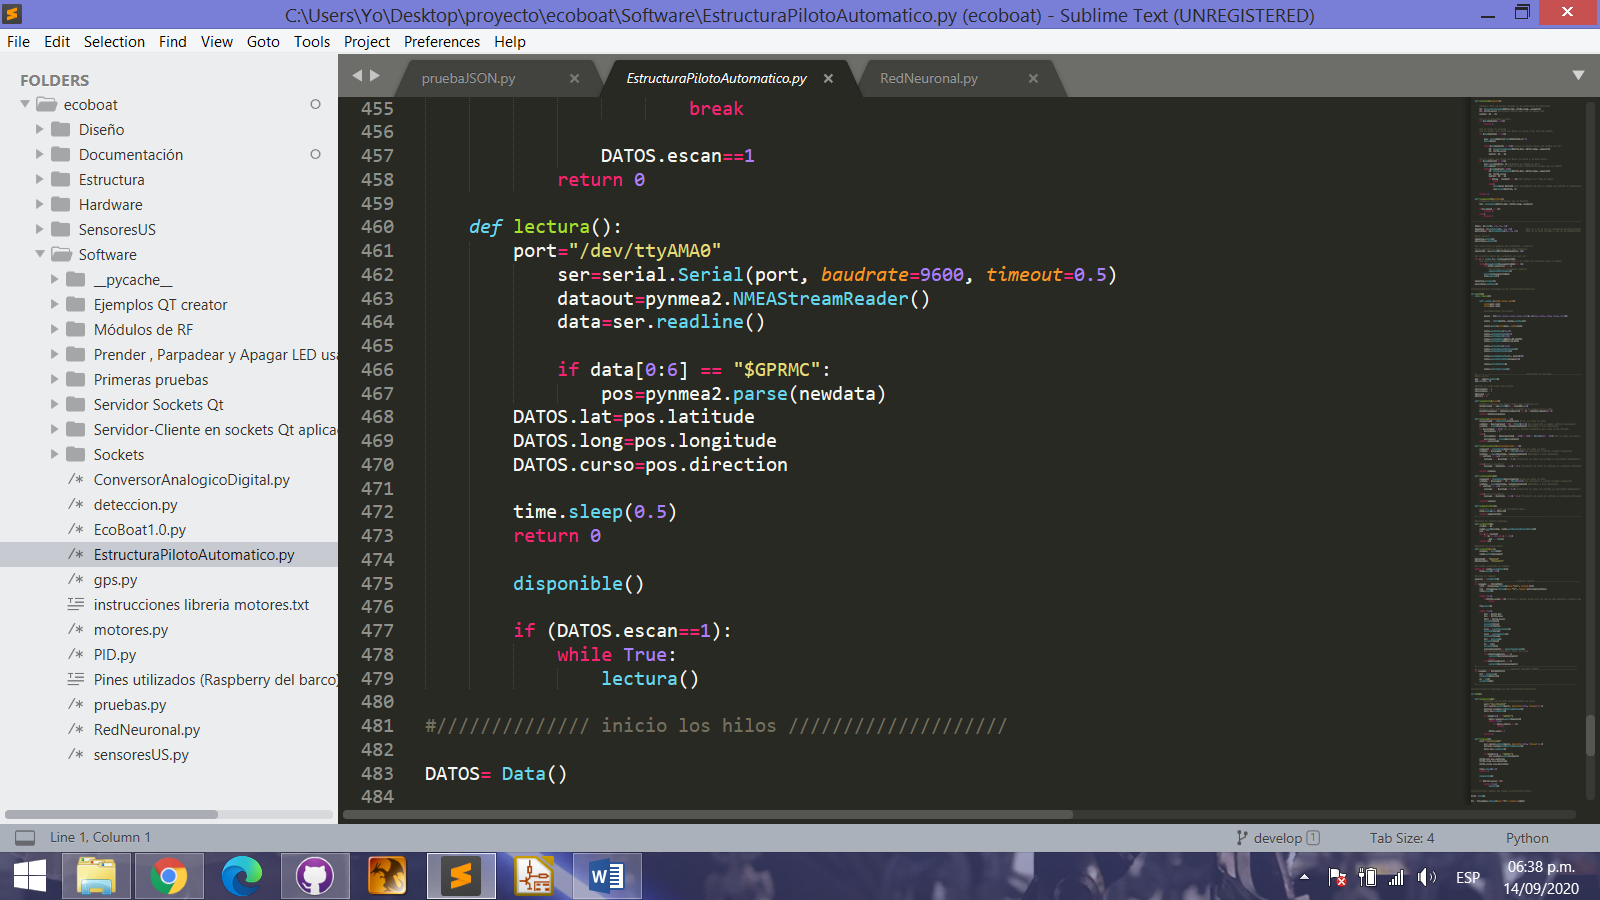 C:\Users\Yo\Desktop\proyecto\ecoboat\Software\EstructuraPilotoAutomatico.py (ecoboat) - Sublime Text (UNREGISTERED)
File Edit Selection Find View Goto Tools Project Preferences Help
FOLDERS
ecoboat
Diseño
Documentación
Estructura
Hardware
SensoresUS
Software
__pycache__
Ejemplos QT creator
Módulos de RF
Prender , Parpadear y Apagar LED usa
Primeras pruebas
Servidor Sockets Qt
Servidor-Cliente en sockets Qt aplica
Sockets
/* ConversorAnalogicoDigital.py
/* deteccion.py
/* EcoBoat1.0.py
/* EstructuraPilotoAutomatico.py
/* gps.py
instrucciones libreria motores.txt
/* motores.py
/* PID.py
Pines utilizados (Raspberry del barco)
/* pruebas.py
/* RedNeuronal.py
/* sensoresUS.py
pruebaJSON.py
EstructuraPilotoAutomatico.py
RedNeuronal.py
455 break
456
457 DATOS.escan==1
458 return 0
459
460 def lectura():
461 port="/dev/ttyAMA0"
462 ser=serial.Serial(port, baudrate=9600, timeout=0.5)
463 dataout=pynmea2.NMEAStreamReader()
464 data=ser.readline()
465
466 if data[0:6] == "$GPRMC":
467 pos=pynmea2.parse(newdata)
468 DATOS.lat=pos.latitude
469 DATOS.long=pos.longitude
470 DATOS.curso=pos.direction
471
472 time.sleep(0.5)
473 return 0
474
475 disponible()
476
477 if (DATOS.escan==1):
478 while True:
479 lectura()
480
481 #////////////// inicio los hilos ////////////////////
482
483 DATOS= Data()
484
Line 1, Column 1
develop 1
Tab Size: 4
Python
ESP
06:38 p.m.
14/09/2020